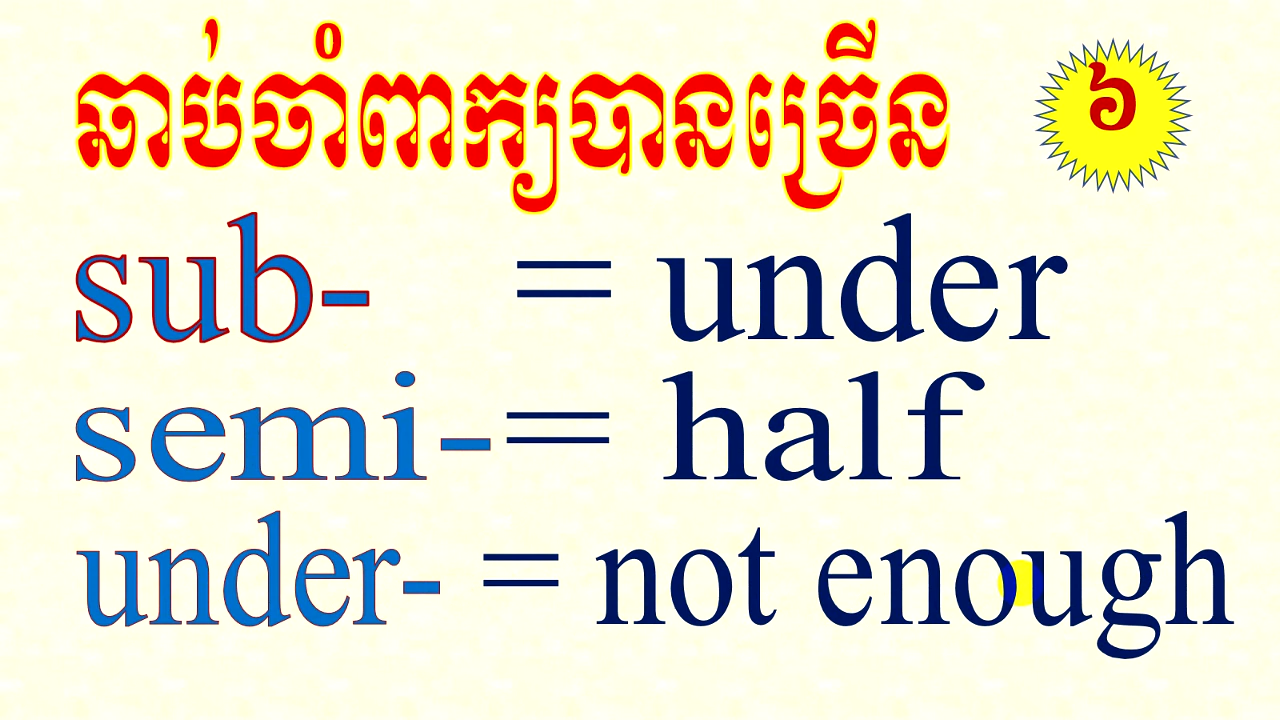 ឆាប់ចាំពាក្យបានច្រើន ៦
sub- = under
semi- = half
under- = not enough